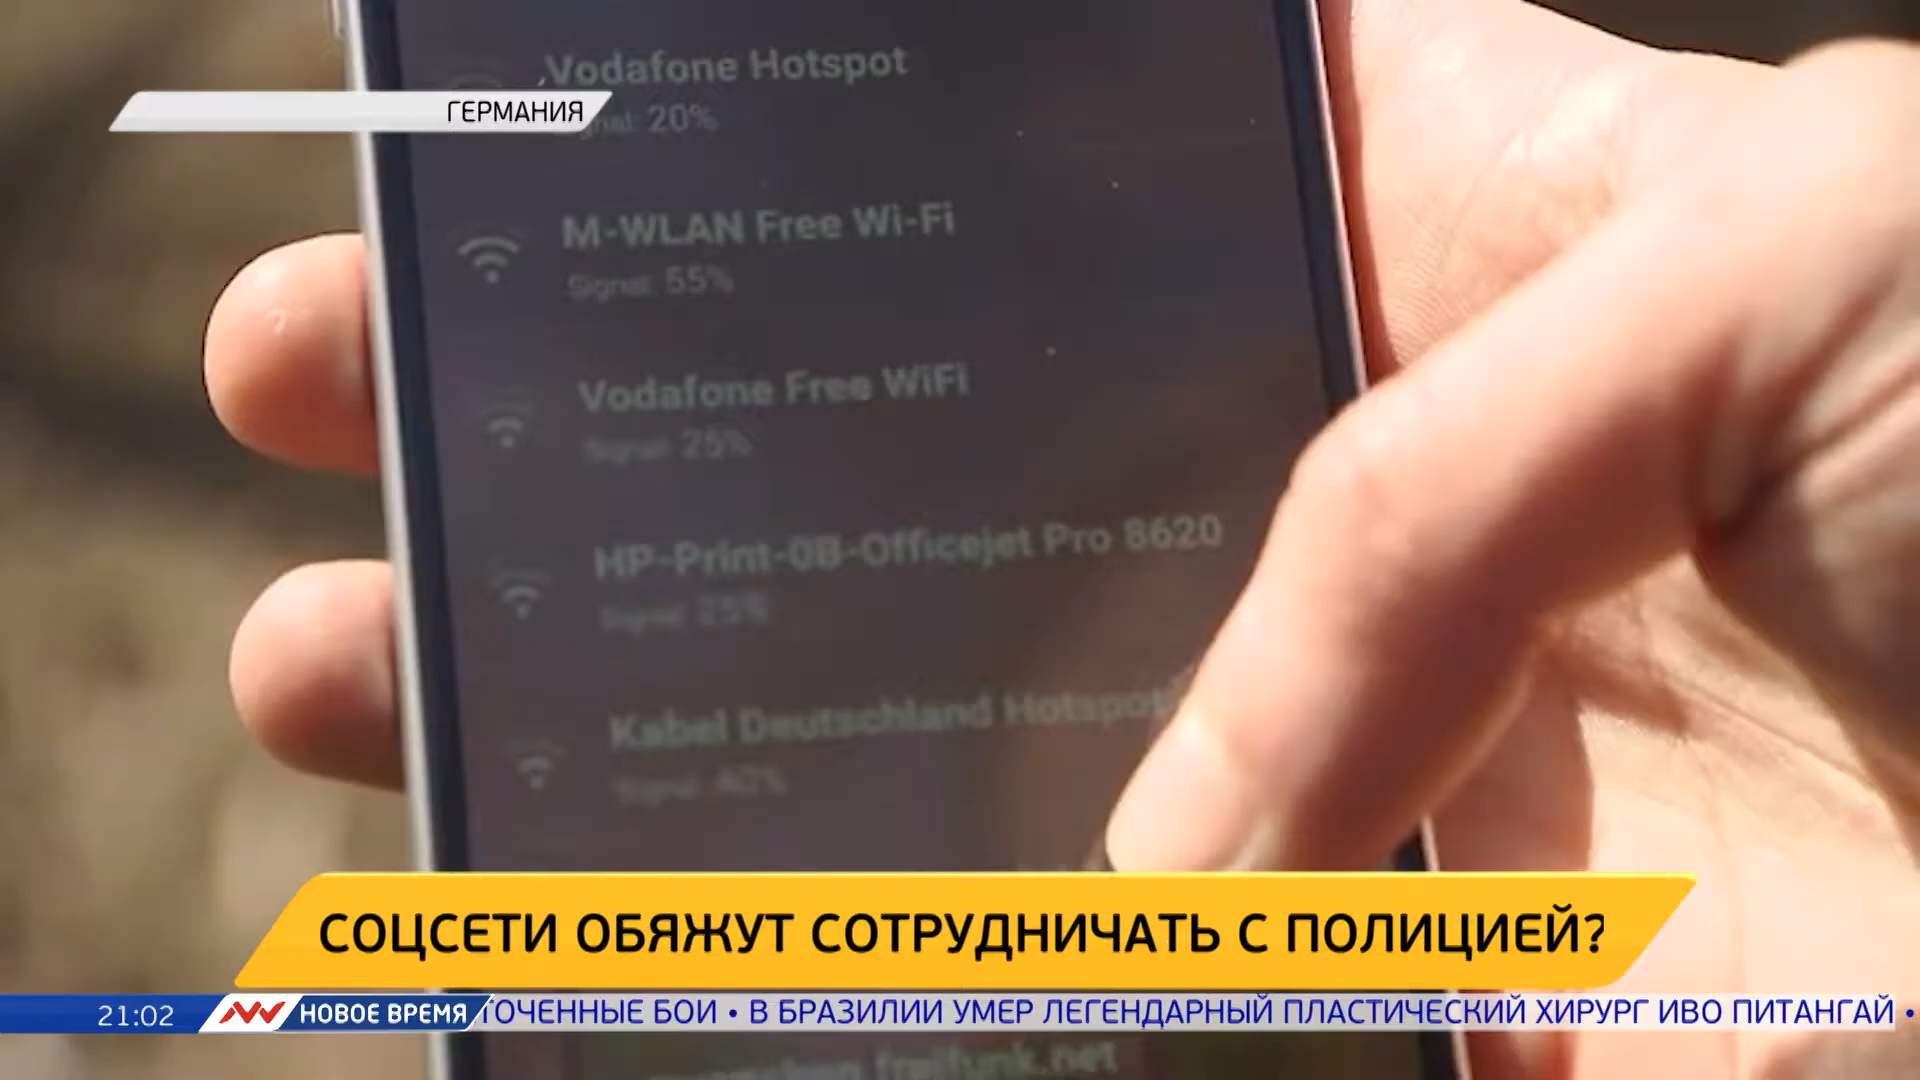 Vodafone Hotspot
ГЕРМАНИЯ
20%
M-WLAN Free Wi-Fi
Signal: 55%
Vodafone Free WiFi
Signal: 25%
HP-Print-0B-Officejet Pro 8620
Signal: 25%
Kabel Deutschland Hotspot
Signal: 40%
СОЦСЕТИ ОБЯЖУТ СОТРУДНИЧАТЬ С ПОЛИЦИЕЙ?
21:02 НОВОЕ ВРЕМЯ ТОЧЕННЫЕ БОИ • В БРАЗИЛИИ УМЕР ЛЕГЕНДАРНЫЙ ПЛАСТИЧЕСКИЙ ХИРУРГ ИВО ПИТАНГАЙ •
freifunk.net